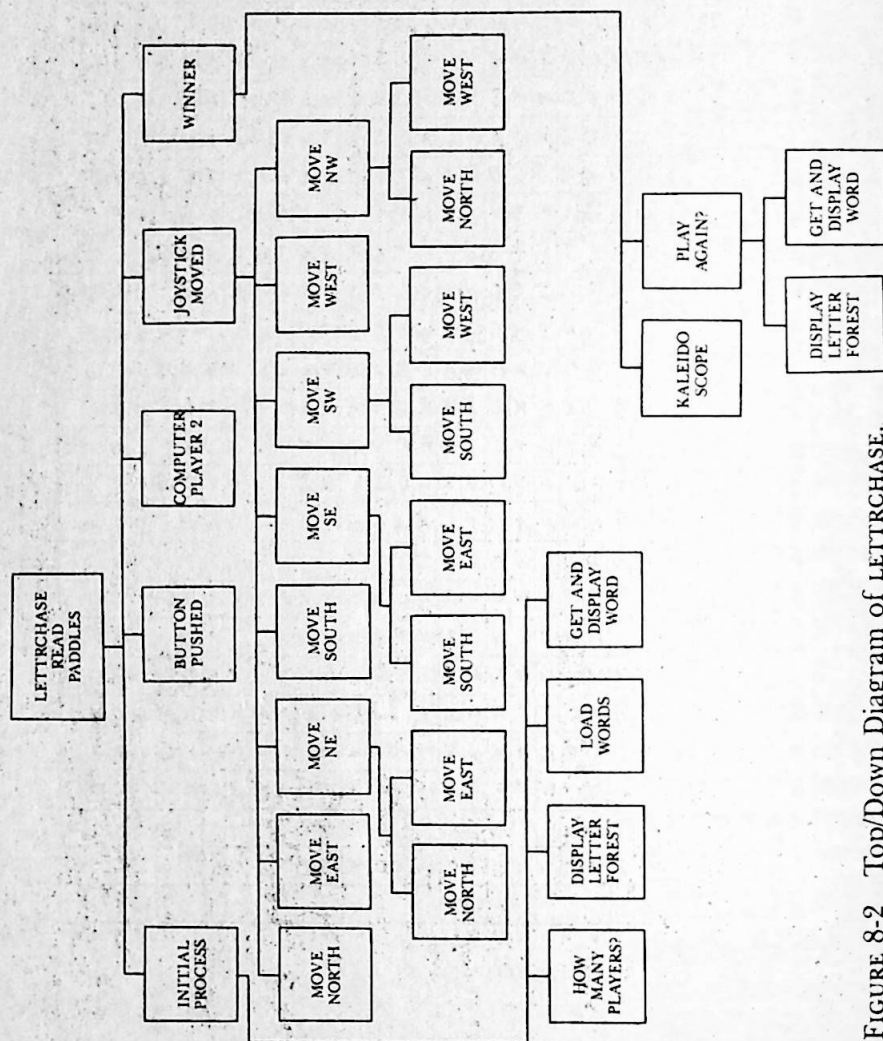 LETTRCHASE
READ
PADDLES
INITIAL
PROCESS
BUTTON
PUSHED
COMPUTER
PLAYER 2
JOYSTICK
MOVED
WINNER
MOVE
NORTH
MOVE
EAST
MOVE
NE
MOVE
SOUTH
MOVE
SE
MOVE
SW
MOVE
WEST
MOVE
NW
MOVE
NORTH
MOVE
EAST
MOVE
SOUTH
MOVE
EAST
MOVE
SOUTH
MOVE
WEST
MOVE
NORTH
MOVE
WEST
HOW
MANY
PLAYERS?
DISPLAY
LETTER
FOREST
LOAD
WORDS
GET AND
DISPLAY
WORD
KALEIDO
SCOPE
PLAY
AGAIN?
DISPLAY
LETTER
FOREST
GET AND
DISPLAY
WORD
FIGURE 8-2 Top/Down Diagram of LETTRCHASE.